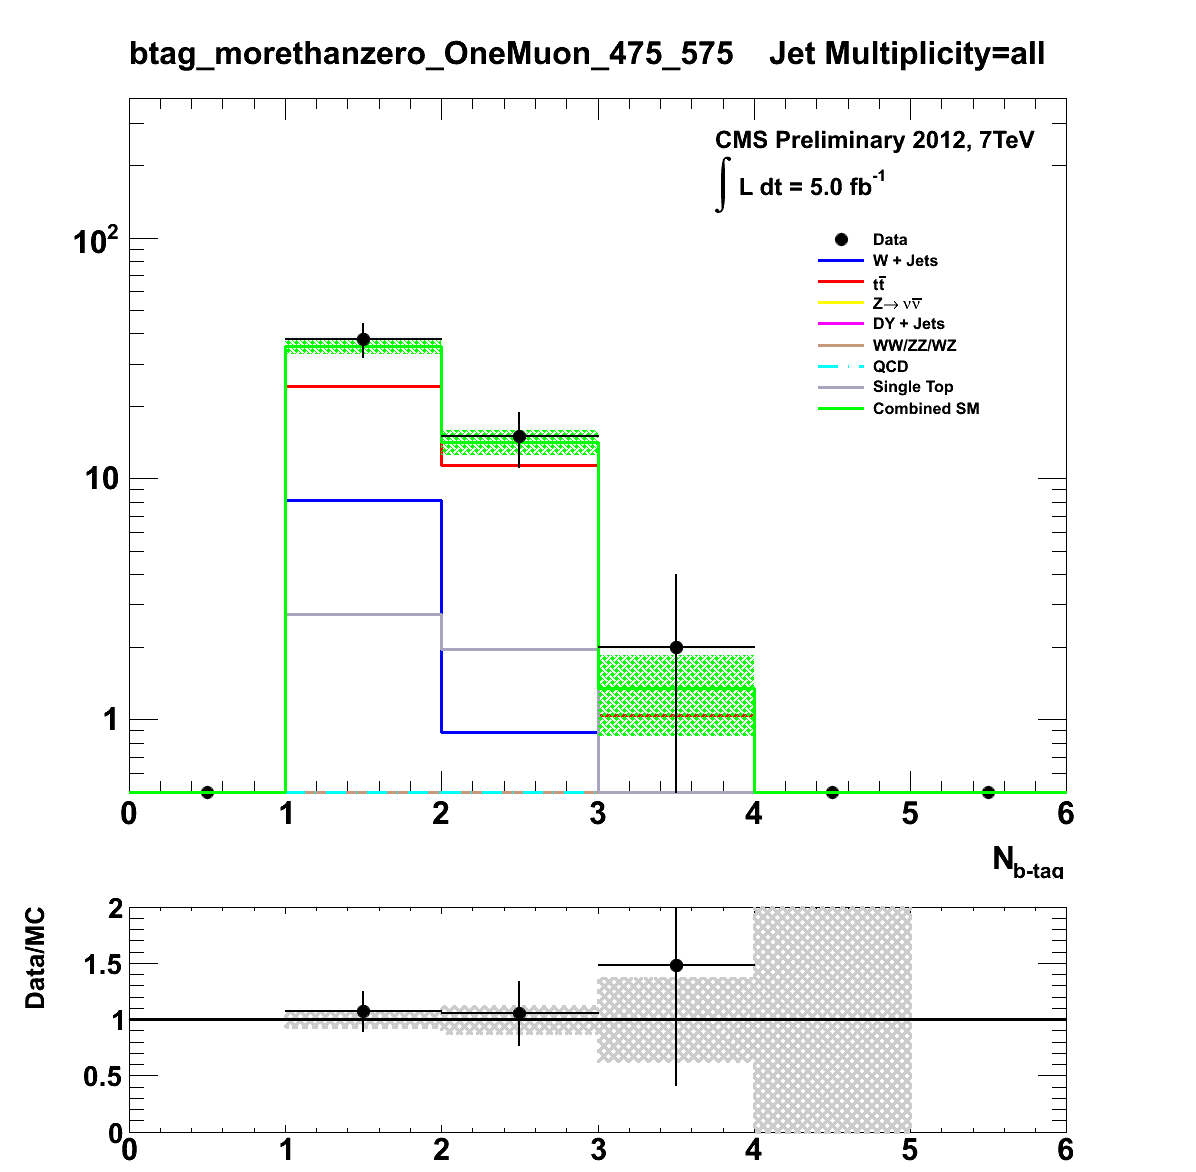 btag_morethanzero_OneMuon_475_575 Jet Multiplicity=all
CMS Preliminary 2012, 7TeV
∫ L dt = 5.0 fb⁻¹
10²
10
1
Data
W + Jets
tt̅
Z→ νν̅
DY + Jets
WW/ZZ/WZ
QCD
Single Top
Combined SM
0 1 2 3 4 5 6
N_b-tag
Data/MC
2
1.5
1
0.5
0
0 1 2 3 4 5 6